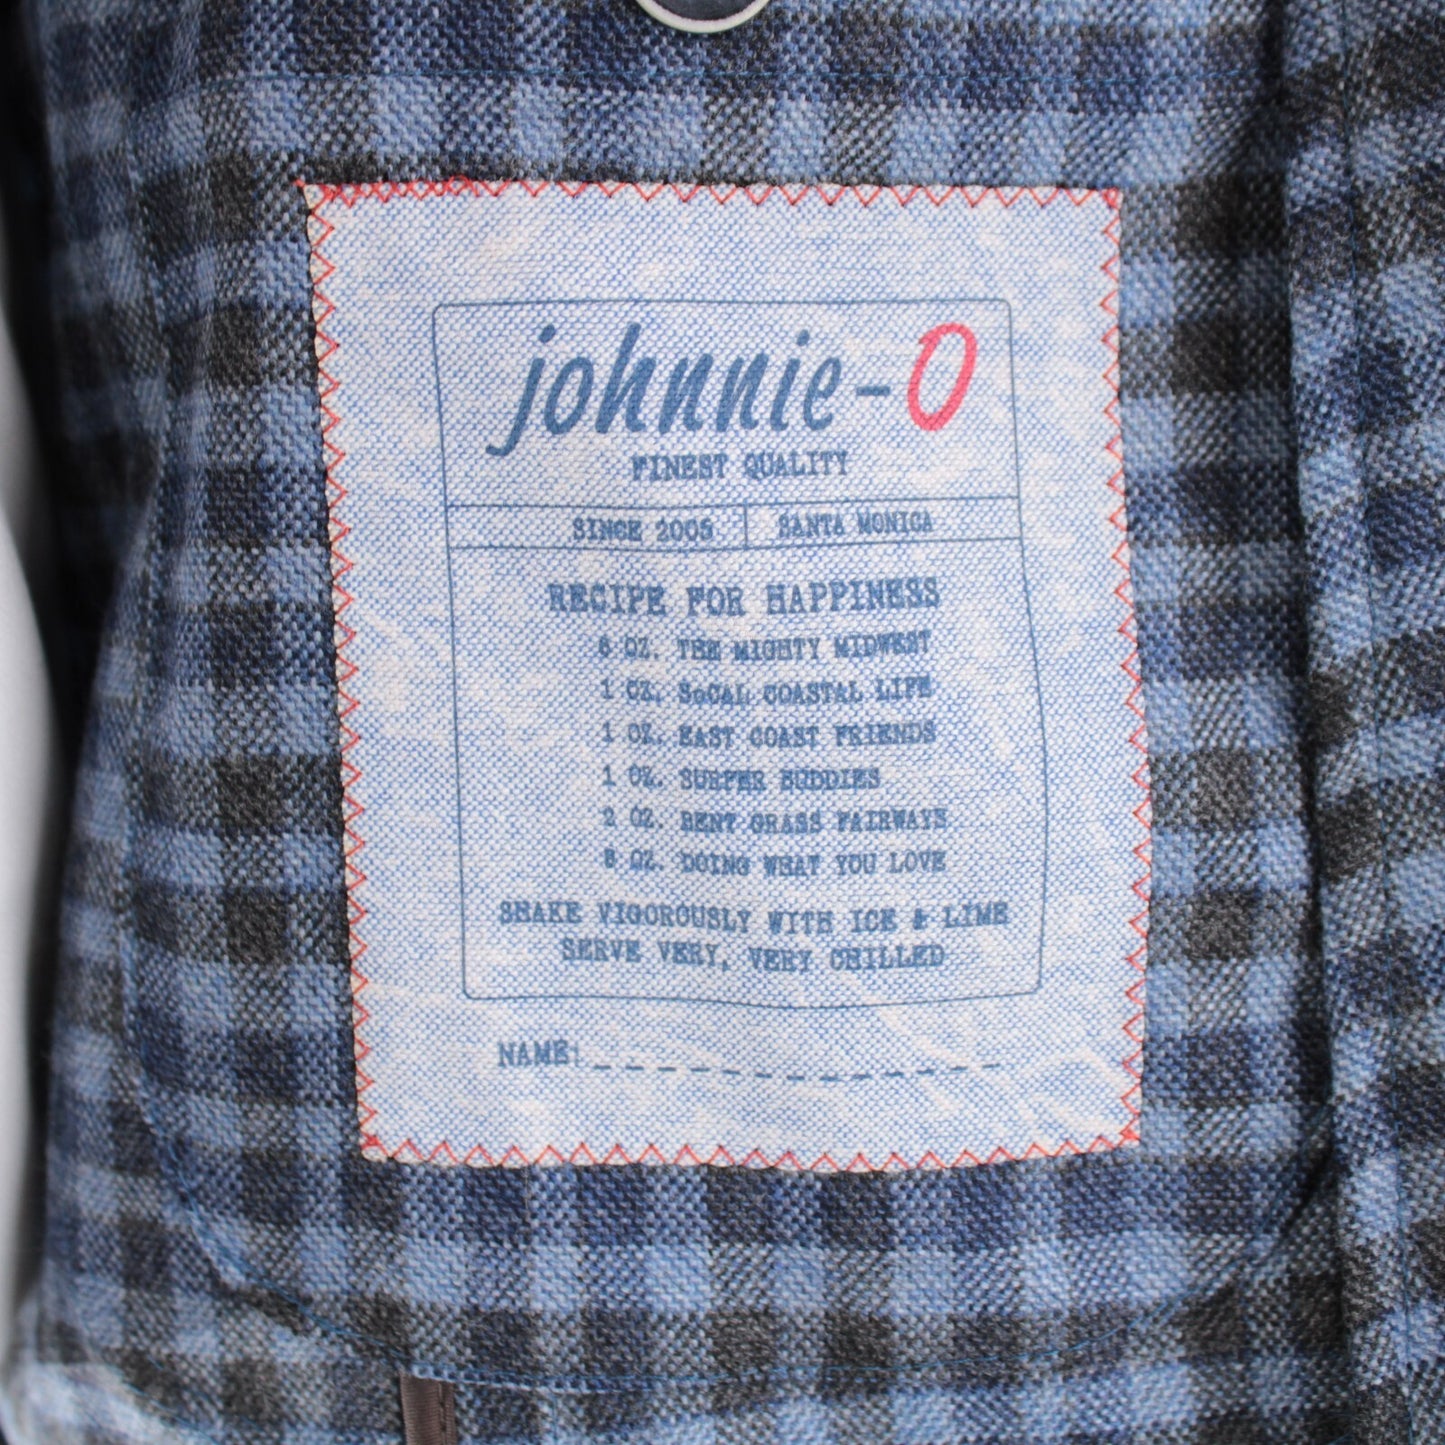 johnnie-O
FINEST QUALITY
SINCE 2005 | SANTA MONICA
RECIPE FOR HAPPINESS
6 OZ. THE MIGHTY MIDWEST
1 OZ. SoCAL COASTAL LIFE
1 OZ. EAST COAST FRIENDS
1 OZ. SURFER BUDDIES
2 OZ. BENT GRASS FAIRWAYS
8 OZ. DOING WHAT YOU LOVE
SHAKE VIGOROUSLY WITH ICE & LIME
SERVE VERY, VERY CHILLED
NAME: